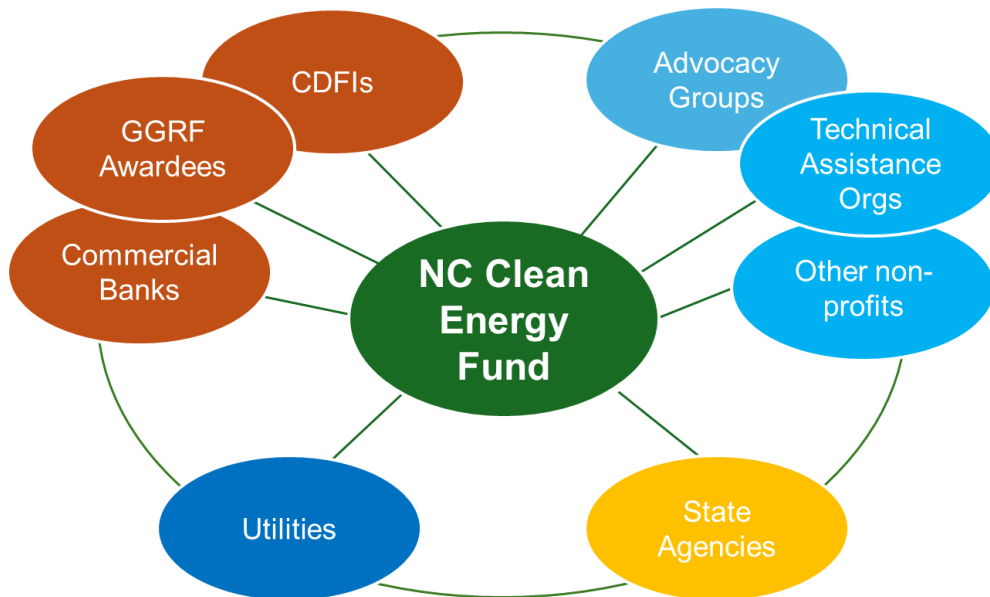 CDFIs
Advocacy
Groups
GGRF
Awardees
Technical
Assistance
Orgs
Commercial
Banks
NC Clean
Energy
Fund
Other non-
profits
Utilities
State
Agencies